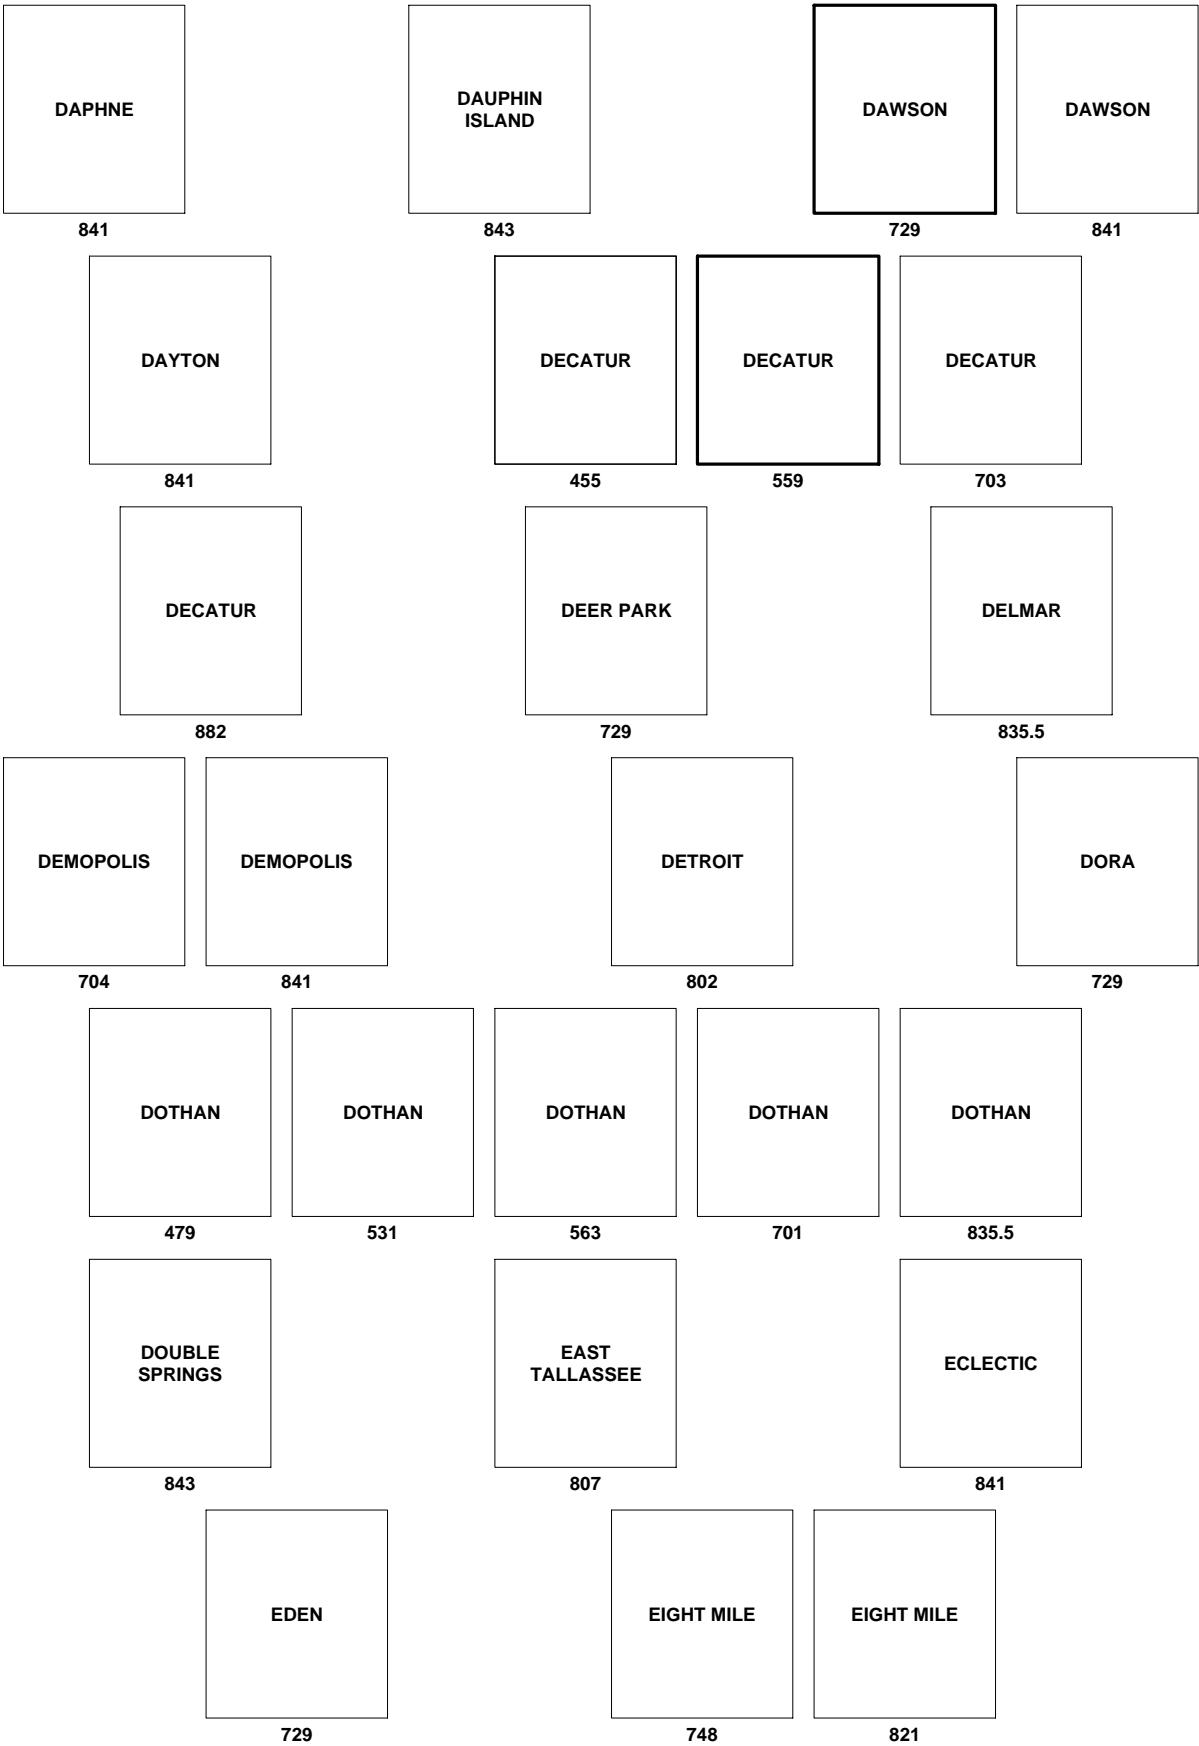 DAPHNE
841
DAUPHIN
ISLAND
843
DAWSON
729
DAWSON
841
DAYTON
841
DECATUR
455
DECATUR
559
DECATUR
703
DECATUR
882
DEER PARK
729
DELMAR
835.5
DEMOPOLIS
704
DEMOPOLIS
841
DETROIT
802
DORA
729
DOTHAN
479
DOTHAN
531
DOTHAN
563
DOTHAN
701
DOTHAN
835.5
DOUBLE
SPRINGS
843
EAST
TALLASSEE
807
ECLECTIC
841
EDEN
729
EIGHT MILE
748
EIGHT MILE
821